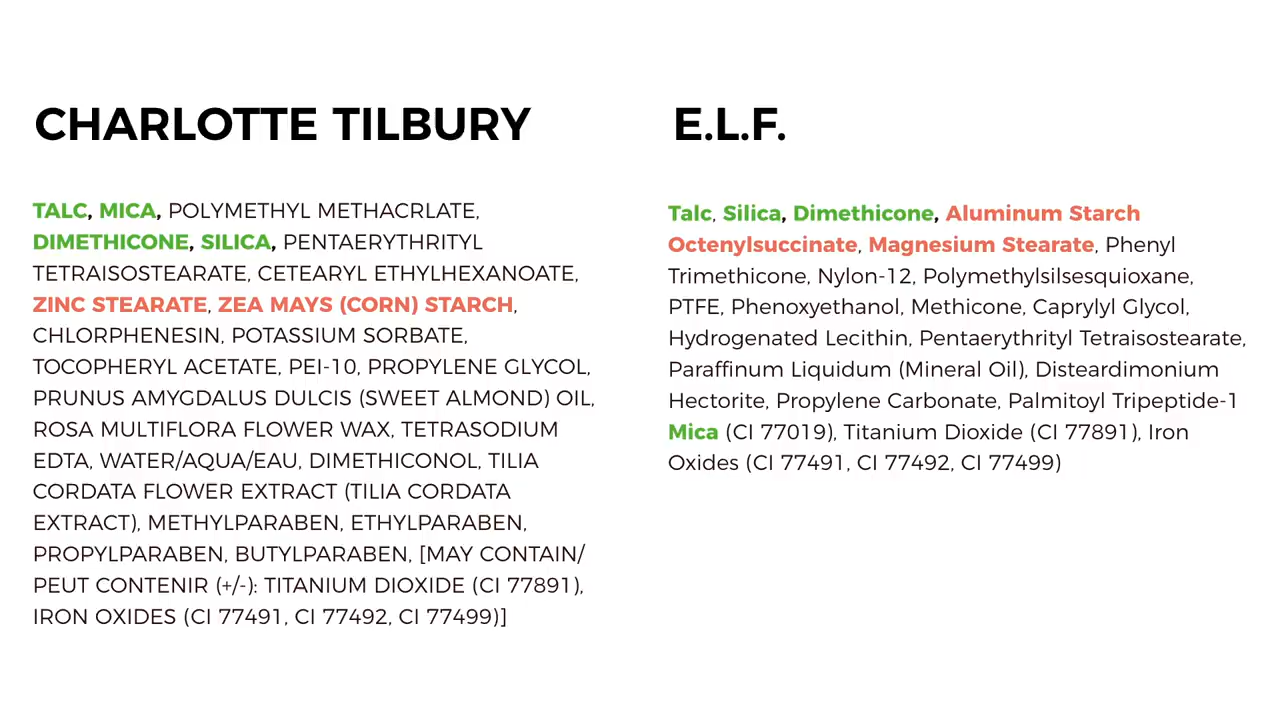 CHARLOTTE TILBURY
TALC, MICA, POLYMETHYL METHACRLATE,
DIMETHICONE, SILICA, PENTAERYTHRITYL
TETRAISOSTEARATE, CETEARYL ETHYLHEXANOATE,
ZINC STEARATE, ZEA MAYS (CORN) STARCH,
CHLORPHENESIN, POTASSIUM SORBATE,
TOCOPHERYL ACETATE, PEI-10, PROPYLENE GLYCOL,
PRUNUS AMYGDALUS DULCIS (SWEET ALMOND) OIL,
ROSA MULTIFLORA FLOWER WAX, TETRASODIUM
EDTA, WATER/AQUA/EAU, DIMETHICONOL, TILIA
CORDATA FLOWER EXTRACT (TILIA CORDATA
EXTRACT), METHYLPARABEN, ETHYLPARABEN,
PROPYLPARABEN, BUTYLPARABEN, [MAY CONTAIN/
PEUT CONTENIR (+/-): TITANIUM DIOXIDE (CI 77891),
IRON OXIDES (CI 77491, CI 77492, CI 77499)]
E.L.F.
Talc, Silica, Dimethicone, Aluminum Starch
Octenylsuccinate, Magnesium Stearate, Phenyl
Trimethicone, Nylon-12, Polymethylsilsesquioxane,
PTFE, Phenoxyethanol, Methicone, Caprylyl Glycol,
Hydrogenated Lecithin, Pentaerythrityl Tetraisostearate,
Paraffinum Liquidum (Mineral Oil), Disteardimonium
Hectorite, Propylene Carbonate, Palmitoyl Tripeptide-1
Mica (CI 77019), Titanium Dioxide (CI 77891), Iron
Oxides (CI 77491, CI 77492, CI 77499)